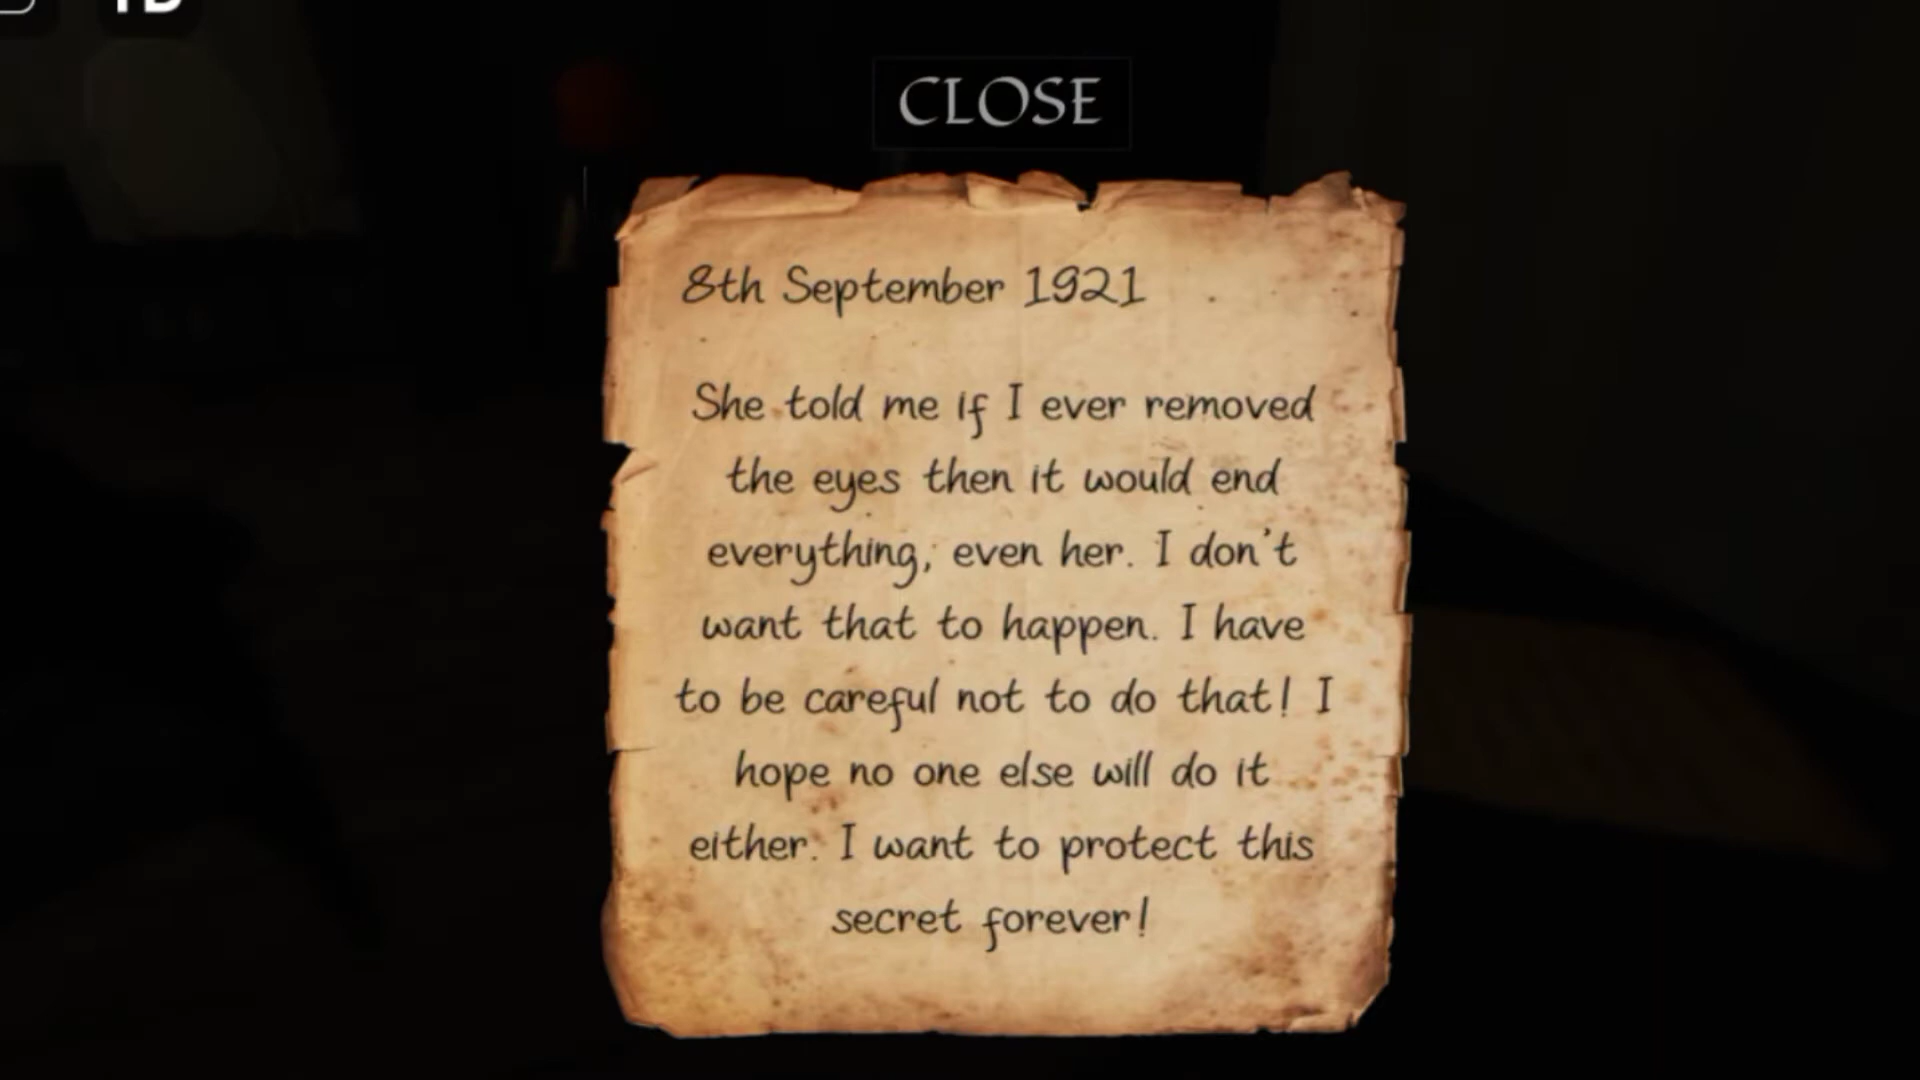 CLOSE
8th September 1921
She told me if I ever removed
the eyes then it would end
everything, even her. I don't
want that to happen. I have
to be careful not to do that! I
hope no one else will do it
either. I want to protect this
secret forever!